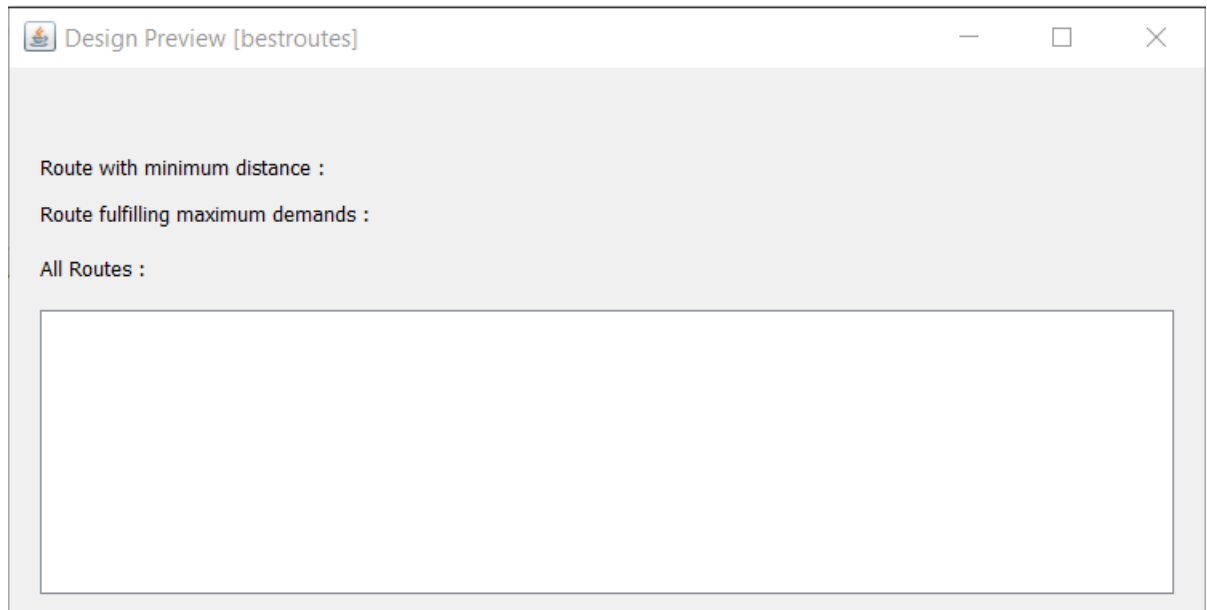 Design Preview [bestroutes]
Route with minimum distance :
Route fulfilling maximum demands :
All Routes :